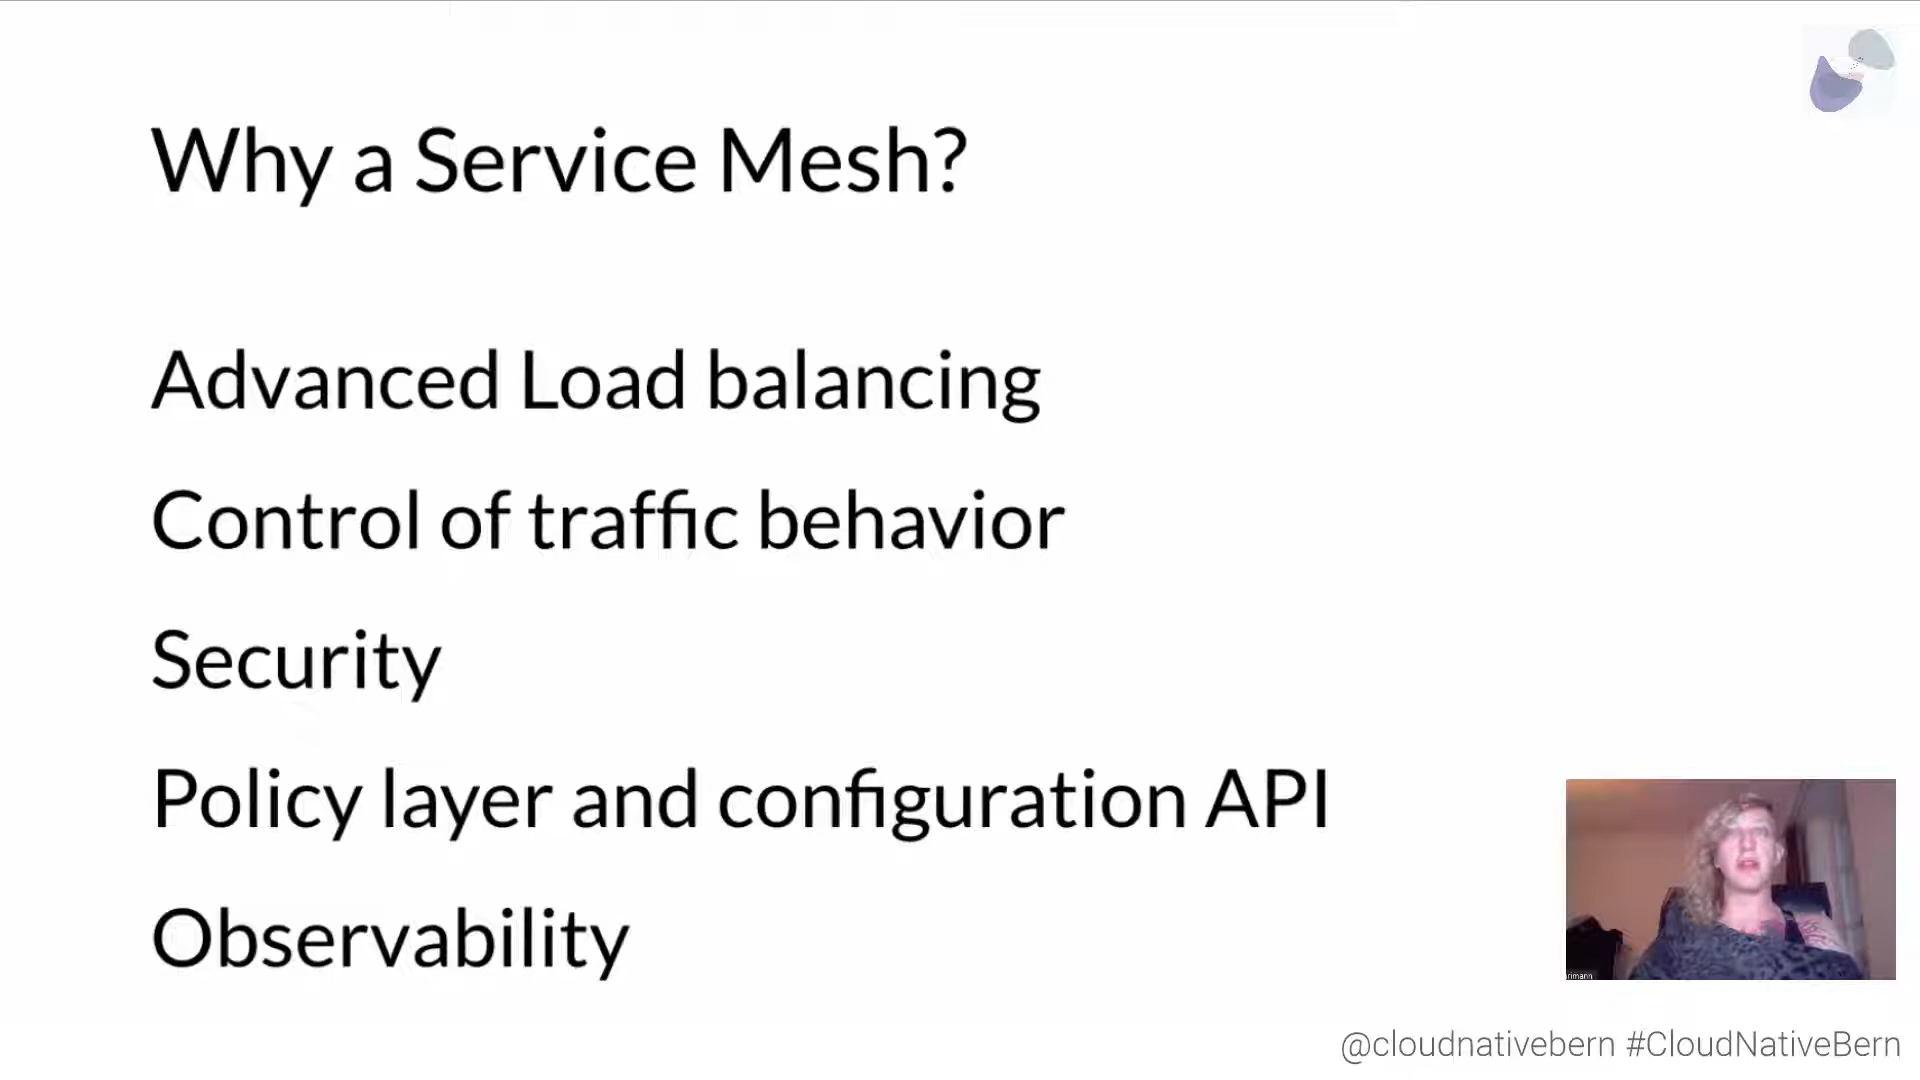 Why a Service Mesh?
Advanced Load balancing
Control of traffic behavior
Security
Policy layer and configuration API
Observability
rimann
@cloudnativebern #CloudNativeBern